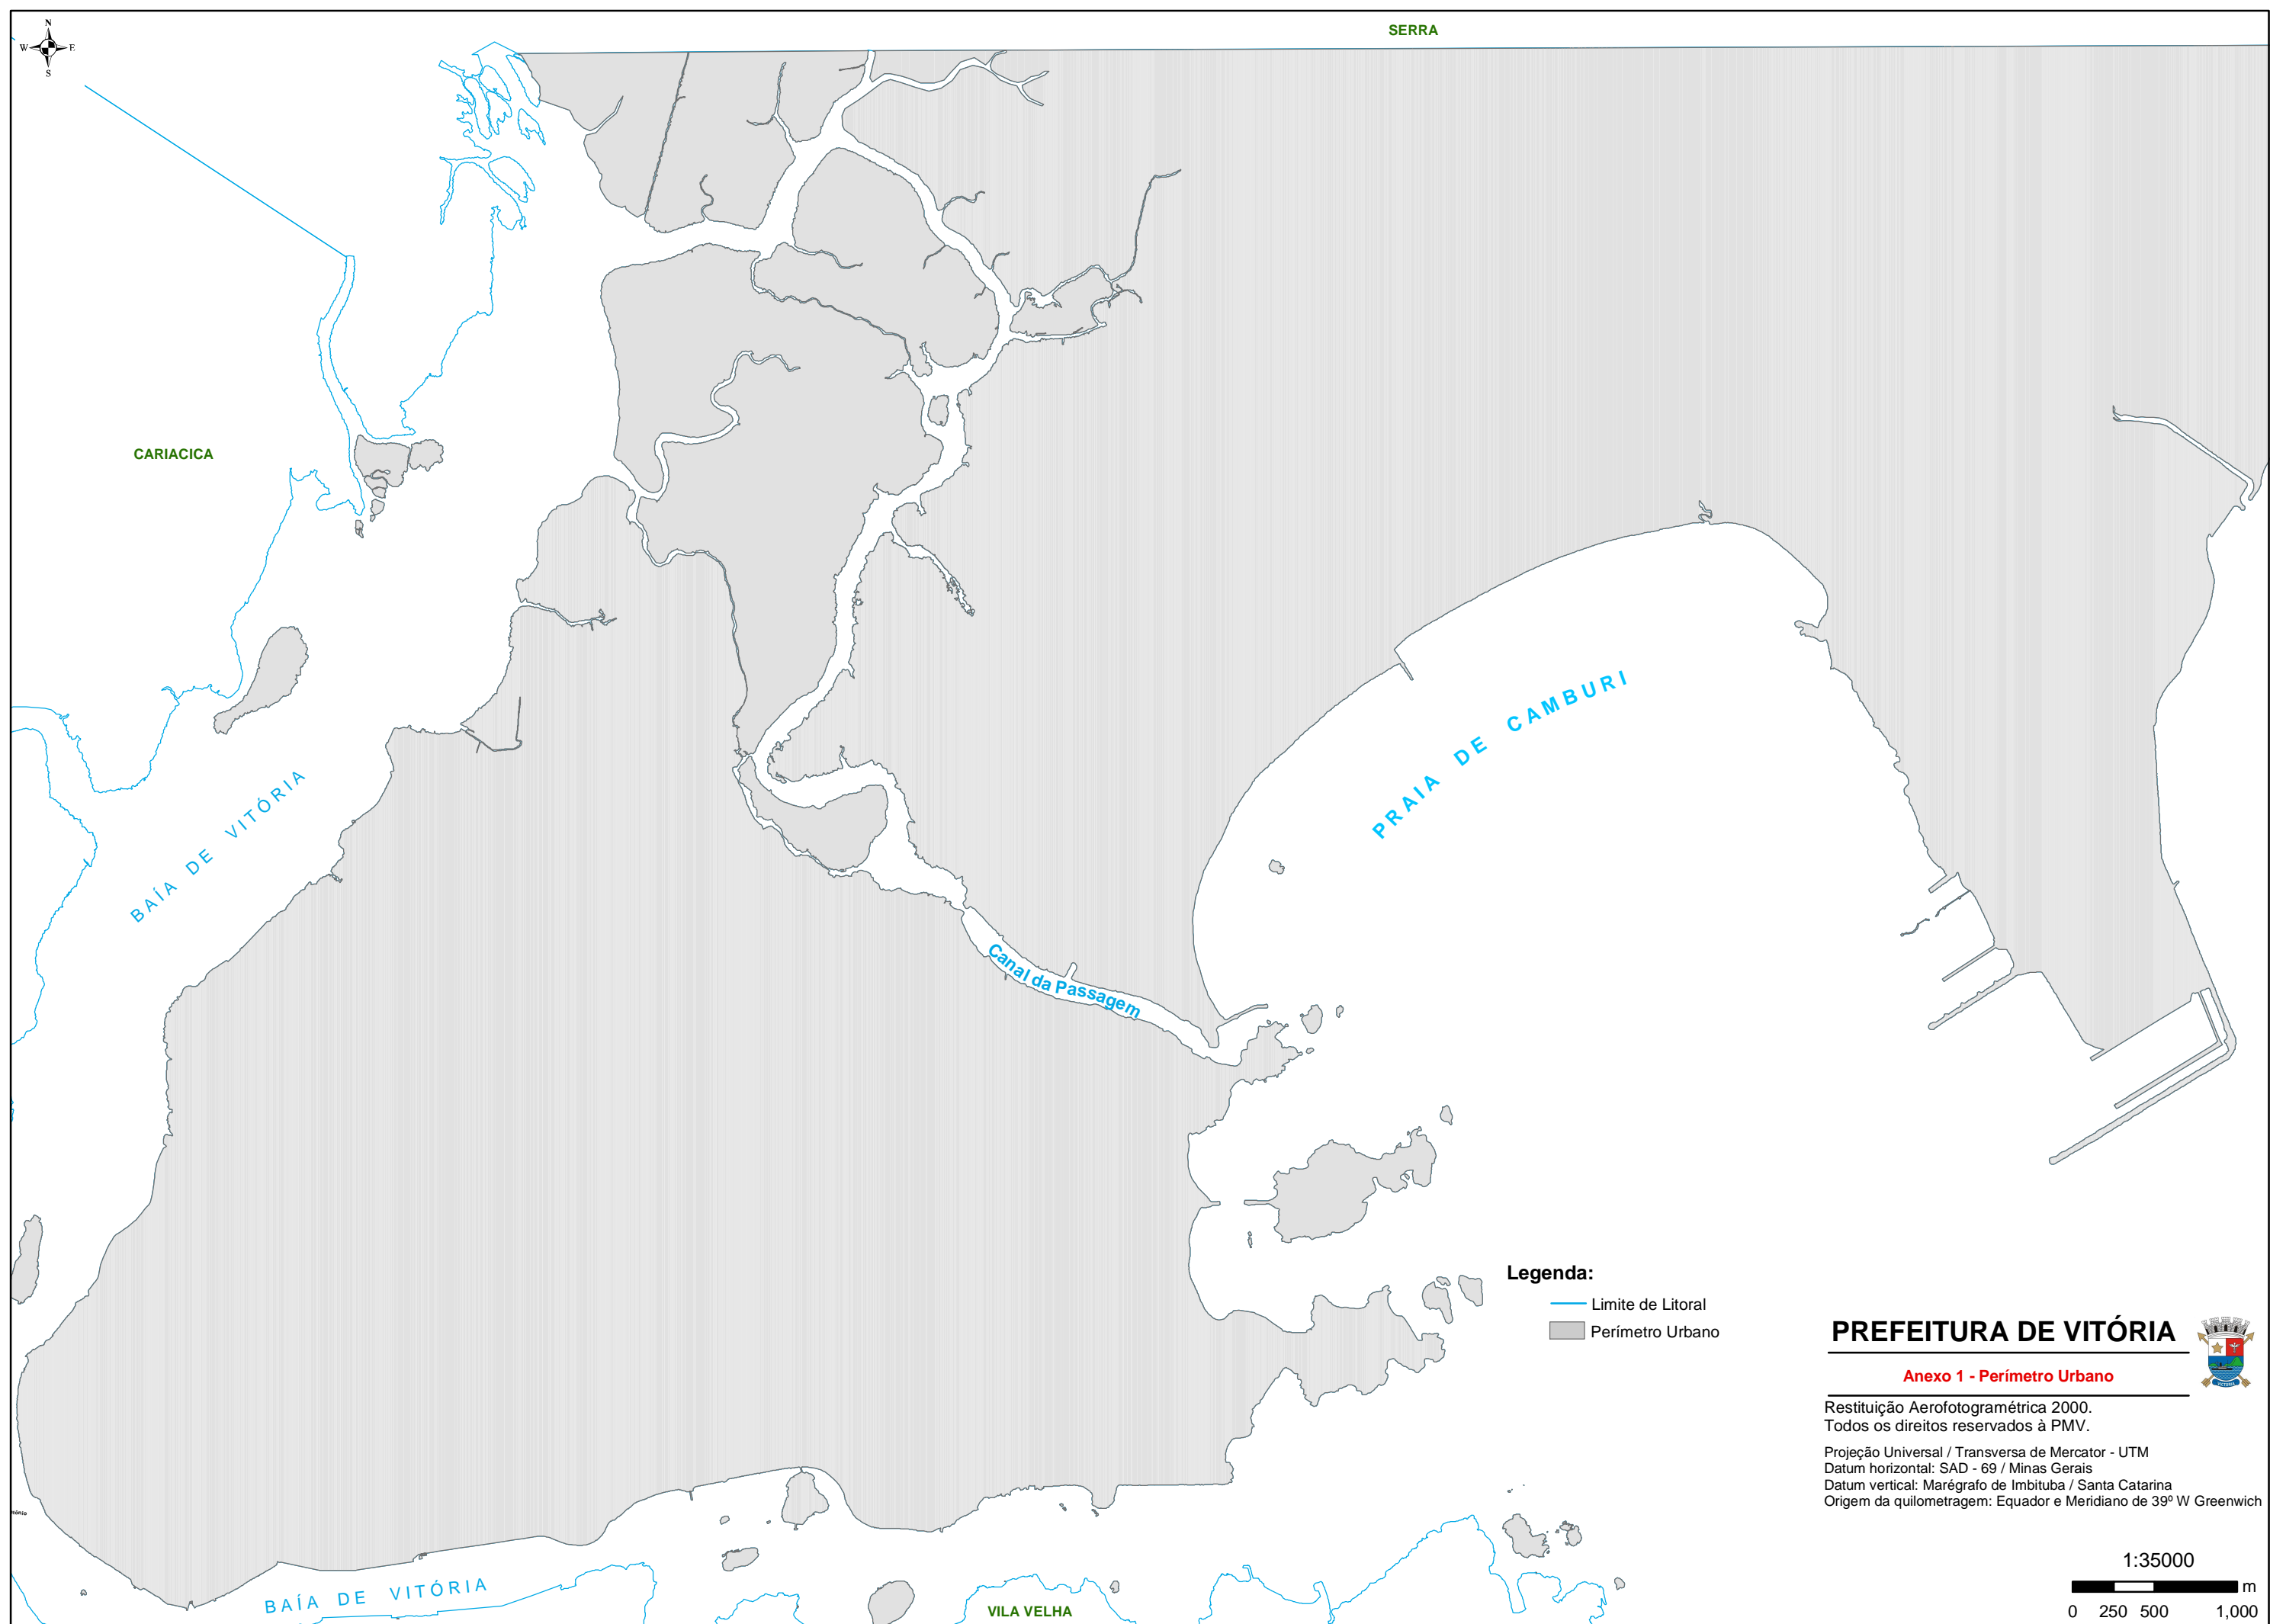 N
W E
S
SERRA
CARIACICA
BAÍA DE VITÓRIA
PRAIA DE CAMBURI
Canal da Passagem
Legenda:
Limite de Litoral
Perímetro Urbano
PREFEITURA DE VITÓRIA
Anexo 1 - Perímetro Urbano
Restituição Aerofotogramétrica 2000.
Todos os direitos reservados à PMV.
Projeção Universal / Transversa de Mercator - UTM
Datum horizontal: SAD - 69 / Minas Gerais
Datum vertical: Marégrafo de Imbituba / Santa Catarina
Origem da quilometragem: Equador e Meridiano de 39º W Greenwich
1:35000
m
0 250 500 1,000
BAÍA DE VITÓRIA
VILA VELHA